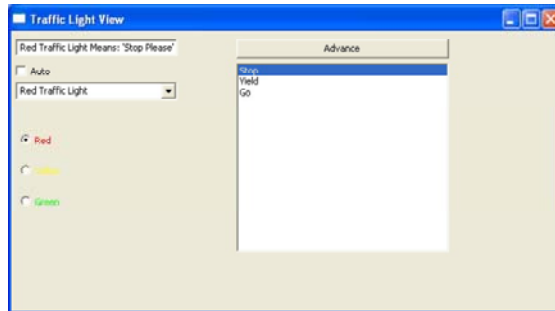 Traffic Light View
Red Traffic Light Means: 'Stop Please'
Advance
Auto
Red Traffic Light
Stop
Yield
Go
Red
Green